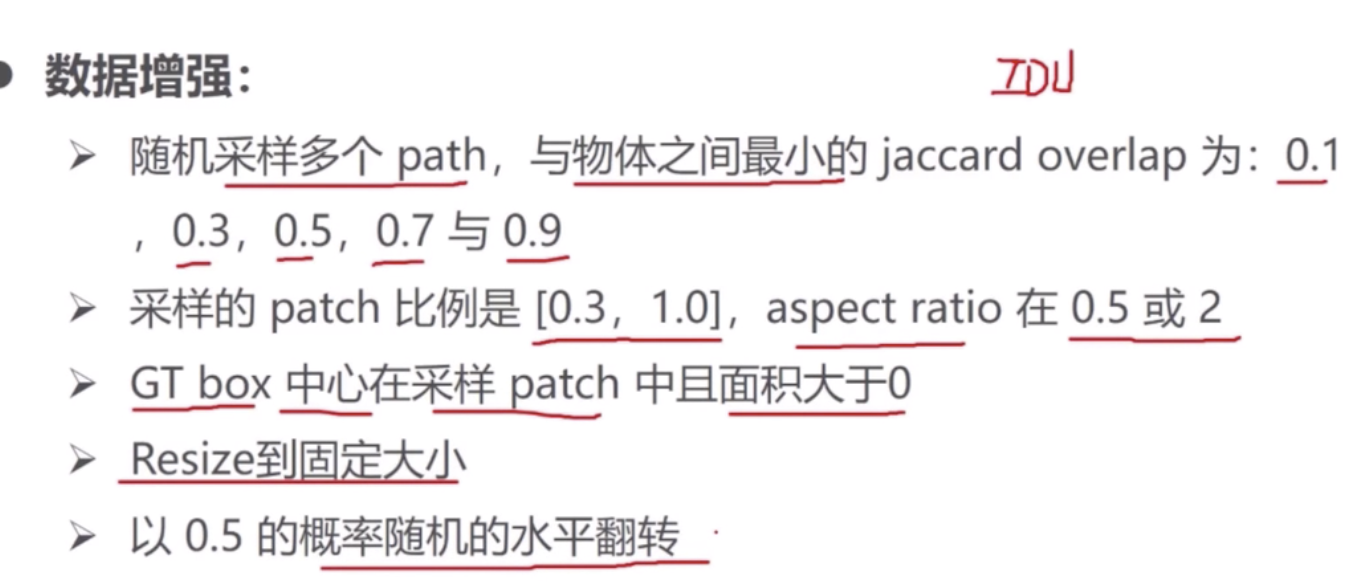 ● 数据增强：
IOU
➢ 随机采样多个 path，与物体之间最小的 jaccard overlap 为：0.1
，0.3，0.5，0.7 与 0.9
➢ 采样的 patch 比例是 [0.3，1.0]，aspect ratio 在 0.5 或 2
➢ GT box 中心在采样 patch 中且面积大于0
➢ Resize到固定大小
➢ 以 0.5 的概率随机的水平翻转